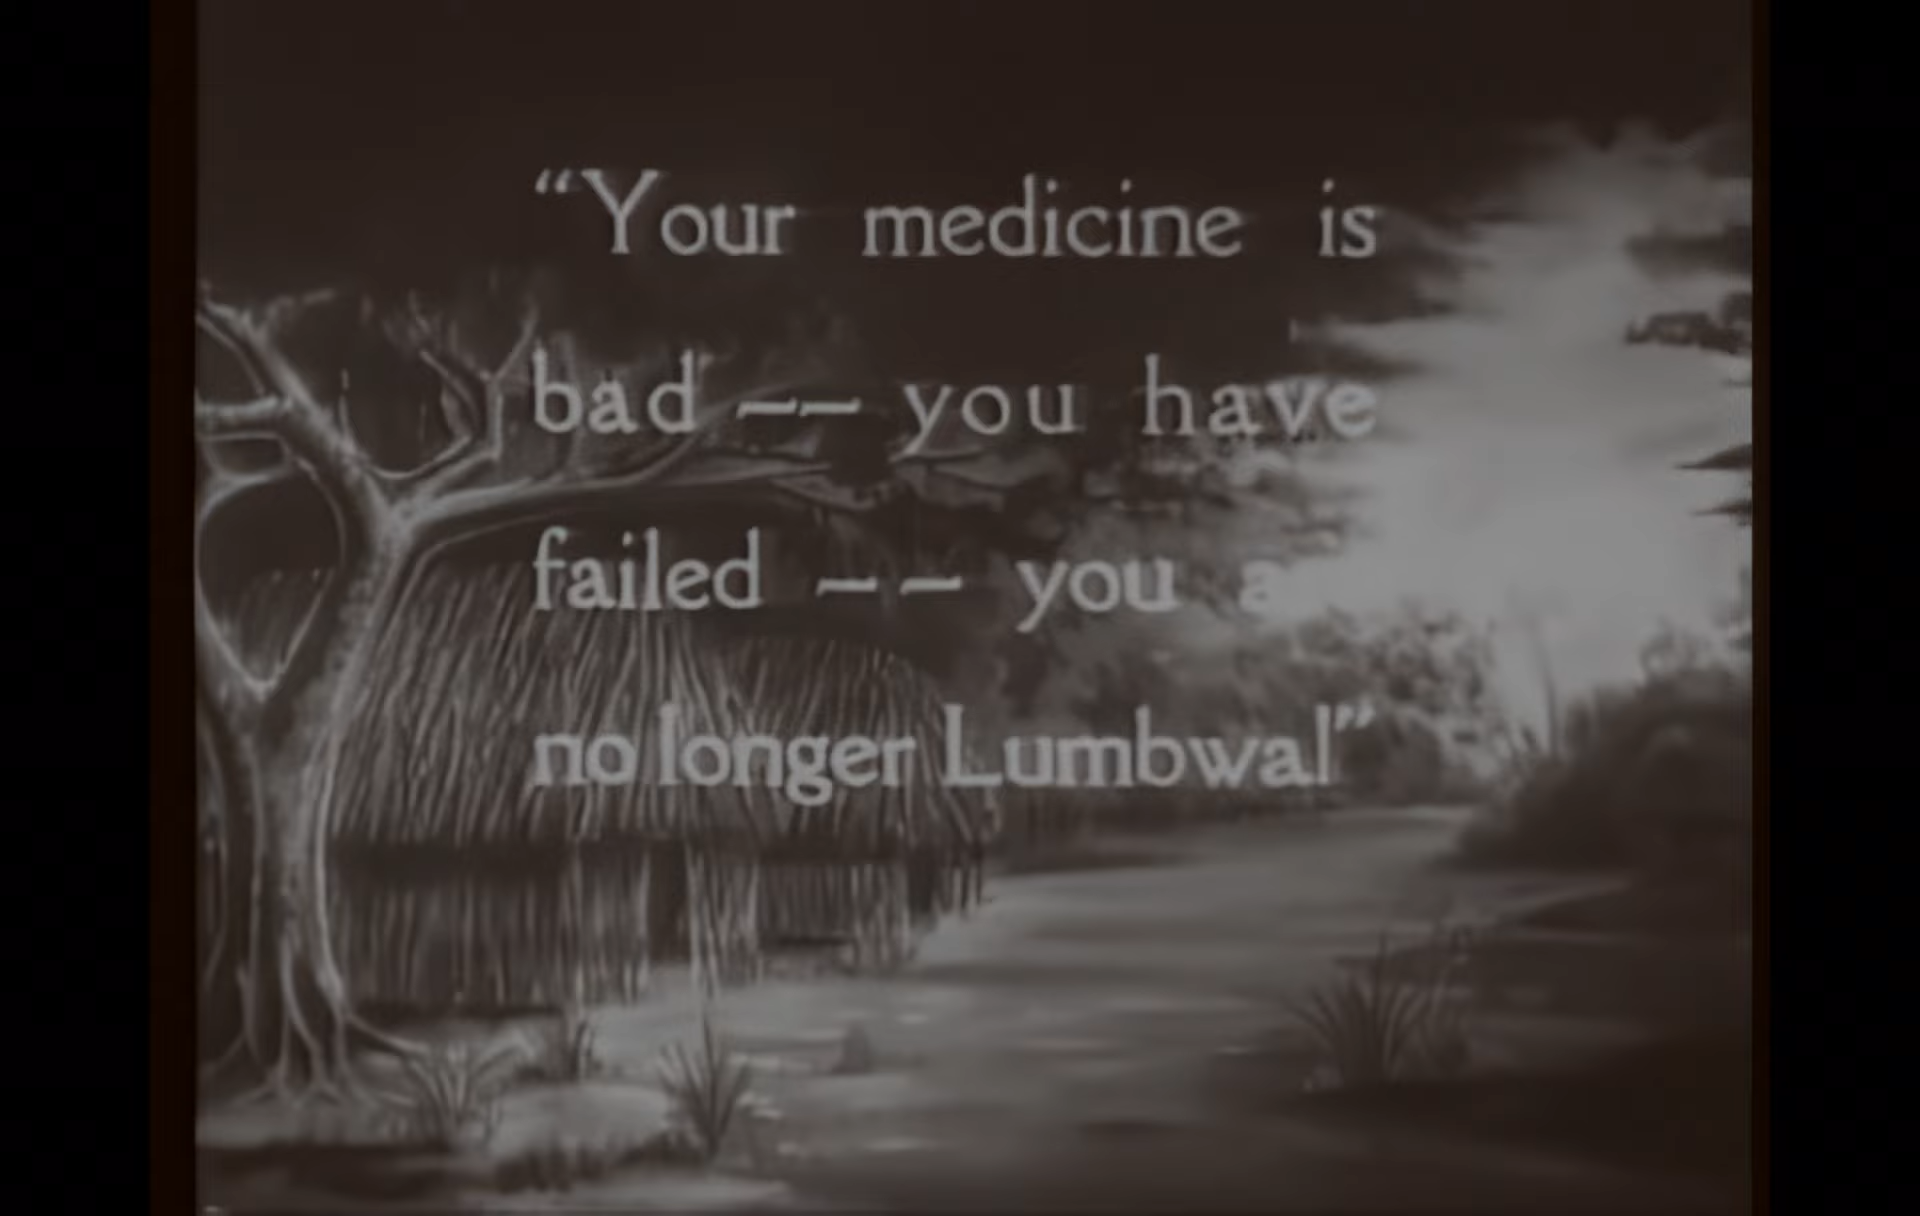 “Your medicine is
bad -- you have
failed -- you
no longer Lumbwa!”